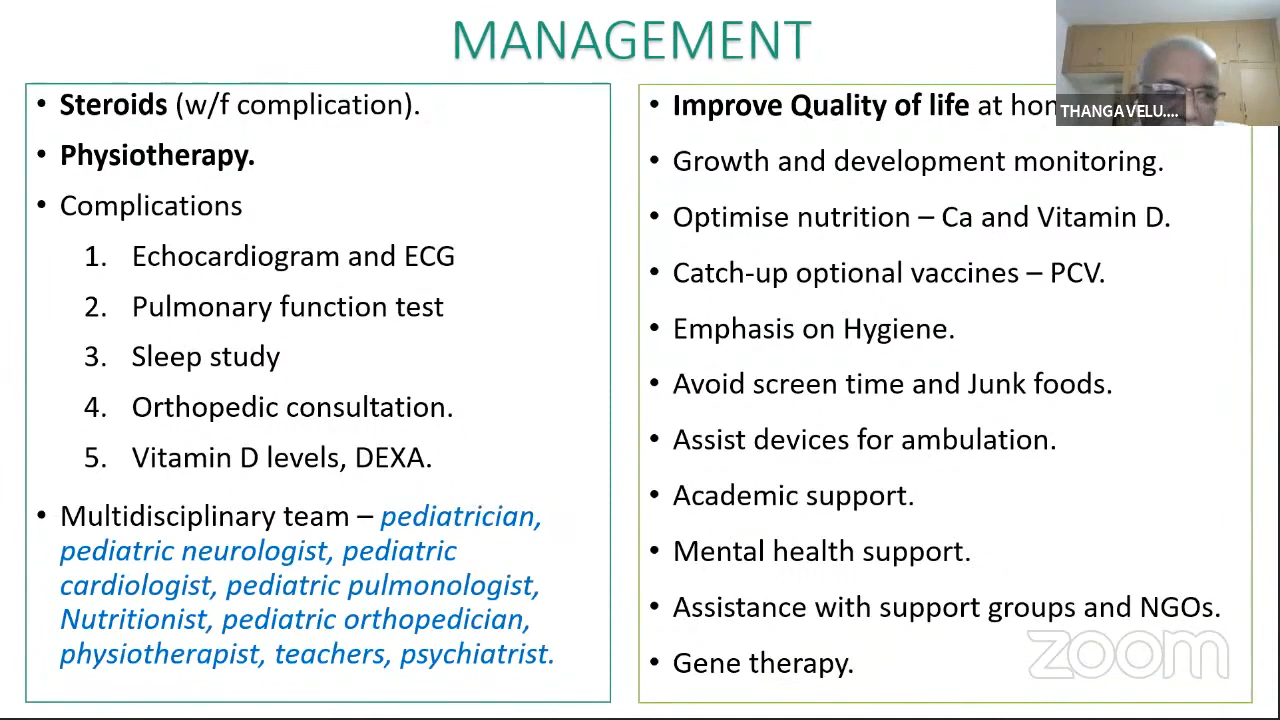 MANAGEMENT
• Steroids (w/f complication).
• Physiotherapy.
• Complications
1. Echocardiogram and ECG
2. Pulmonary function test
3. Sleep study
4. Orthopedic consultation.
5. Vitamin D levels, DEXA.
• Multidisciplinary team – pediatrician,
pediatric neurologist, pediatric
cardiologist, pediatric pulmonologist,
Nutritionist, pediatric orthopedician,
physiotherapist, teachers, psychiatrist.
• Improve Quality of life at
• Growth and development monitoring.
• Optimise nutrition – Ca and Vitamin D.
• Catch-up optional vaccines – PCV.
• Emphasis on Hygiene.
• Avoid screen time and Junk foods.
• Assist devices for ambulation.
• Academic support.
• Mental health support.
• Assistance with support groups and NGOs.
• Gene therapy.
THANGAVELU....
zoom